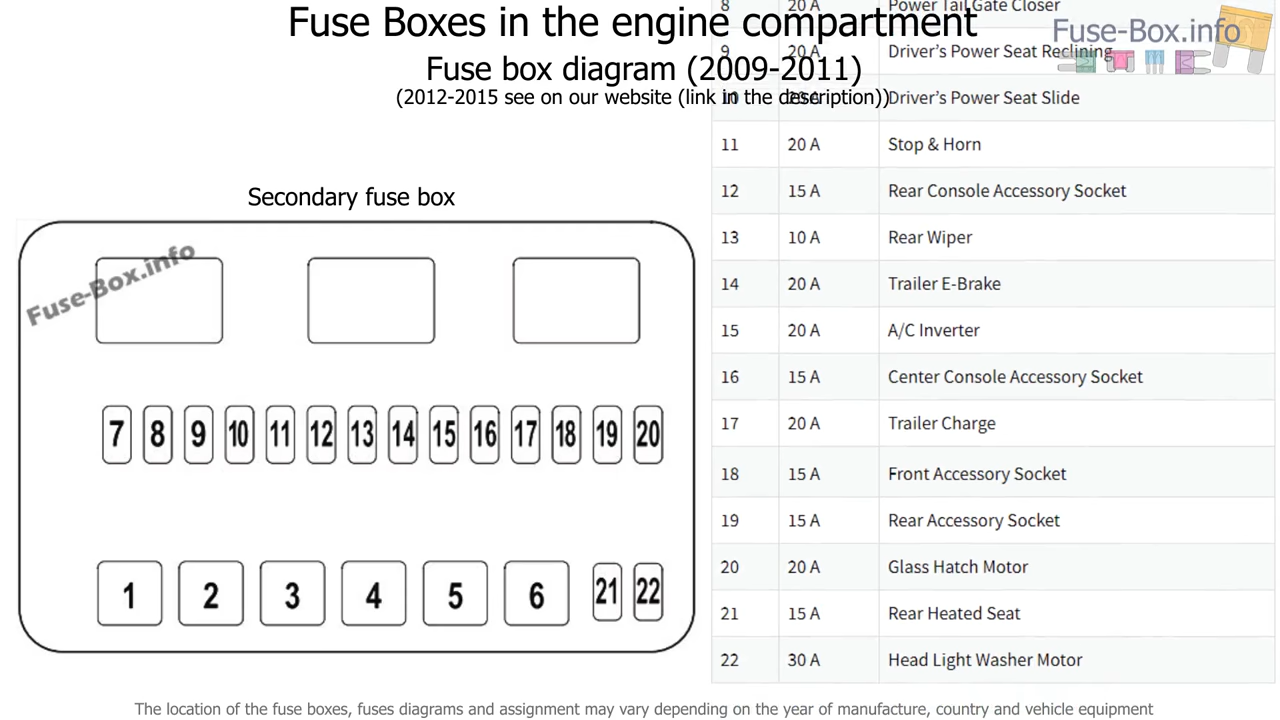 Fuse Boxes in the engine compartment
Fuse box diagram (2009-2011)
(2012-2015 see on our website (link in the description))
Fuse-Box.info
Secondary fuse box
Fuse-Box.info
7 8 9 10 11 12 13 14 15 16 17 18 19 20
1 2 3 4 5 6 21 22
8 20 A Power Tail Gate Closer
9 20 A Driver's Power Seat Reclining
10 20 A Driver's Power Seat Slide
11 20 A Stop & Horn
12 15 A Rear Console Accessory Socket
13 10 A Rear Wiper
14 20 A Trailer E-Brake
15 20 A A/C Inverter
16 15 A Center Console Accessory Socket
17 20 A Trailer Charge
18 15 A Front Accessory Socket
19 15 A Rear Accessory Socket
20 20 A Glass Hatch Motor
21 15 A Rear Heated Seat
22 30 A Head Light Washer Motor
The location of the fuse boxes, fuses diagrams and assignment may vary depending on the year of manufacture, country and vehicle equipment